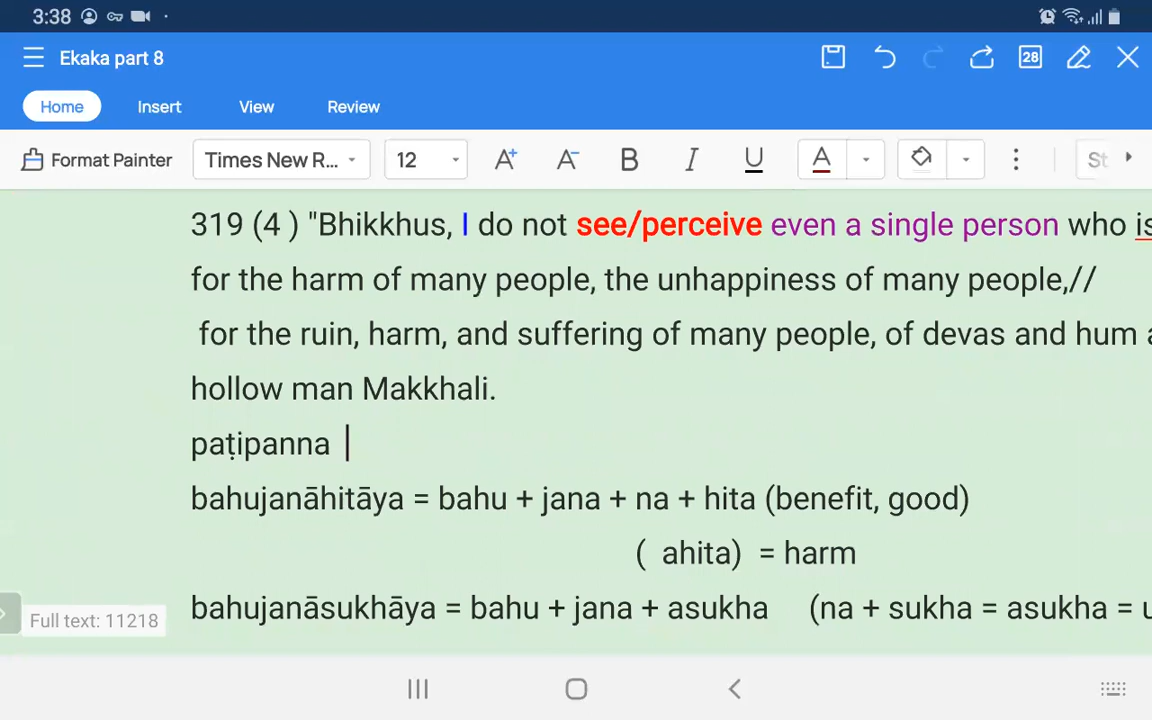 3:38
Ekaka part 8
28
Home Insert View Review
Format Painter Times New R... 12 B I U A St
319 (4 ) "Bhikkhus, I do not see/perceive even a single person who is
for the harm of many people, the unhappiness of many people,//
for the ruin, harm, and suffering of many people, of devas and hum a
hollow man Makkhali.
paṭipanna
bahujanāhitāya = bahu + jana + na + hita (benefit, good)
( ahita) = harm
bahujanāsukhāya = bahu + jana + asukha (na + sukha = asukha = u
Full text: 11218